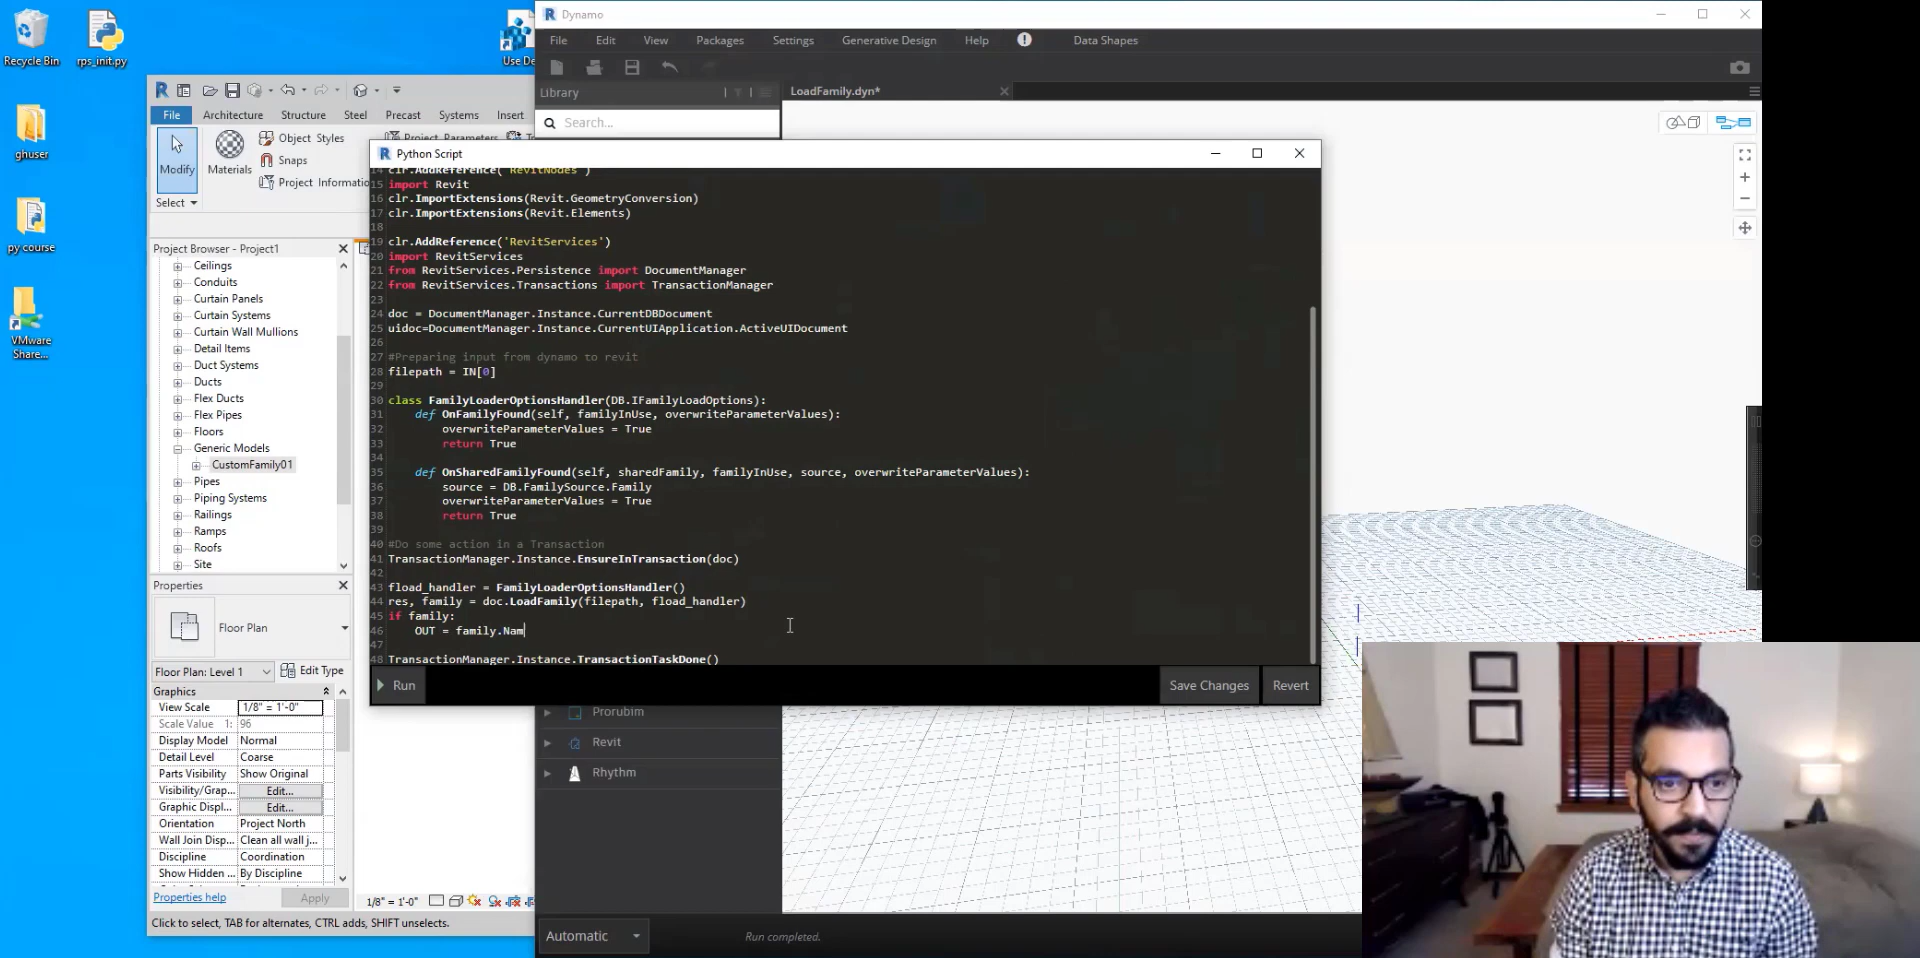 Recycle Bin
rps_init.py
ghuser
py course
VMware
Share...
Use De
File
Architecture
Structure
Steel
Precast
Systems
Insert
Modify
Materials
Object Styles
Snaps
Project Informatio
Project Parameters
Select
Project Browser - Project1
Ceilings
Conduits
Curtain Panels
Curtain Systems
Curtain Wall Mullions
Detail Items
Duct Systems
Ducts
Flex Ducts
Flex Pipes
Floors
Generic Models
CustomFamily01
Pipes
Piping Systems
Railings
Ramps
Roofs
Site
Properties
Floor Plan
Floor Plan: Level 1
Edit Type
Graphics
View Scale 1/8" = 1'-0"
Scale Value 1: 96
Display Model Normal
Detail Level Coarse
Parts Visibility Show Original
Visibility/Grap... Edit...
Graphic Displ... Edit...
Orientation Project North
Wall Join Disp... Clean all wall j...
Discipline Coordination
Show Hidden ... By Discipline
Properties help
Apply
1/8" = 1'-0"
Click to select, TAB for alternates, CTRL adds, SHIFT unselects.
Dynamo
File Edit View Packages Settings Generative Design Help Data Shapes
Library
Search...
LoadFamily.dyn*
Python Script
14 clr.AddReference("RevitNodes")
15 import Revit
16 clr.ImportExtensions(Revit.GeometryConversion)
17 clr.ImportExtensions(Revit.Elements)
18
19 clr.AddReference('RevitServices')
20 import RevitServices
21 from RevitServices.Persistence import DocumentManager
22 from RevitServices.Transactions import TransactionManager
23
24 doc = DocumentManager.Instance.CurrentDBDocument
25 uidoc=DocumentManager.Instance.CurrentUIApplication.ActiveUIDocument
26
27 #Preparing input from dynamo to revit
28 filepath = IN[0]
29
30 class FamilyLoaderOptionsHandler(DB.IFamilyLoadOptions):
31 def OnFamilyFound(self, familyInUse, overwriteParameterValues):
32 overwriteParameterValues = True
33 return True
34
35 def OnSharedFamilyFound(self, sharedFamily, familyInUse, source, overwriteParameterValues):
36 source = DB.FamilySource.Family
37 overwriteParameterValues = True
38 return True
39
40 #Do some action in a Transaction
41 TransactionManager.Instance.EnsureInTransaction(doc)
42
43 fload_handler = FamilyLoaderOptionsHandler()
44 res, family = doc.LoadFamily(filepath, fload_handler)
45 if family:
46 OUT = family.Nam
47
48 TransactionManager.Instance.TransactionTaskDone()
Run
Save Changes
Revert
Prorubim
Revit
Rhythm
Automatic
Run completed.